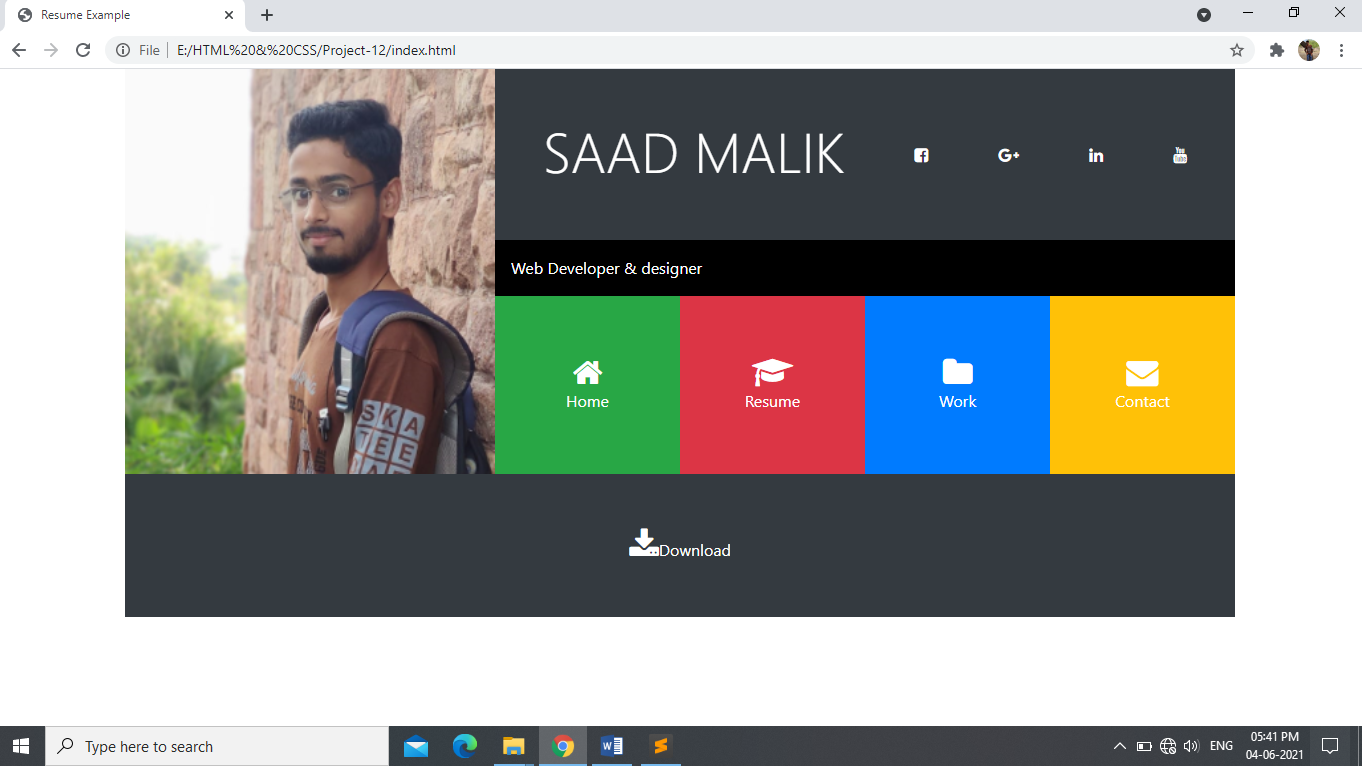 Resume Example
File E:/HTML%20&%20CSS/Project-12/index.html
SAAD MALIK
You
Tube
Web Developer & designer
Home Resume Work Contact
SKA
TEE
Download
Type here to search
ENG
05:41 PM
04-06-2021